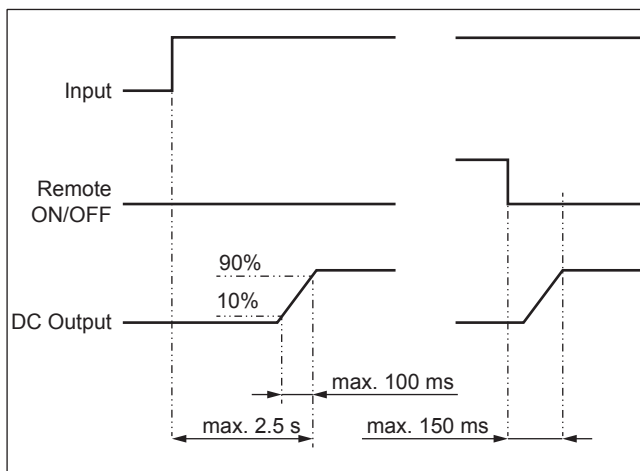 Input
Remote
ON/OFF
90%
10%
DC Output
max. 100 ms
max. 2.5 s
max. 150 ms